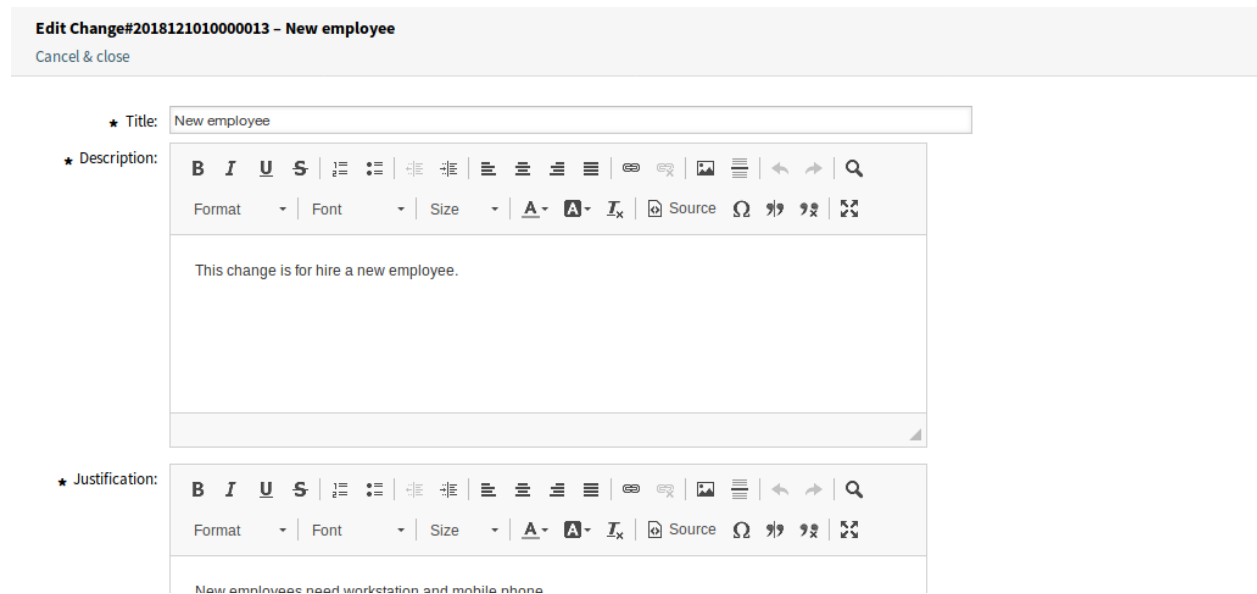 Edit Change#2018121010000013 – New employee
Cancel & close
★ Title: New employee
★ Description:
Format Font Size Source
This change is for hire a new employee.
★ Justification:
Format Font Size Source
New employees need workstation and mobile phone